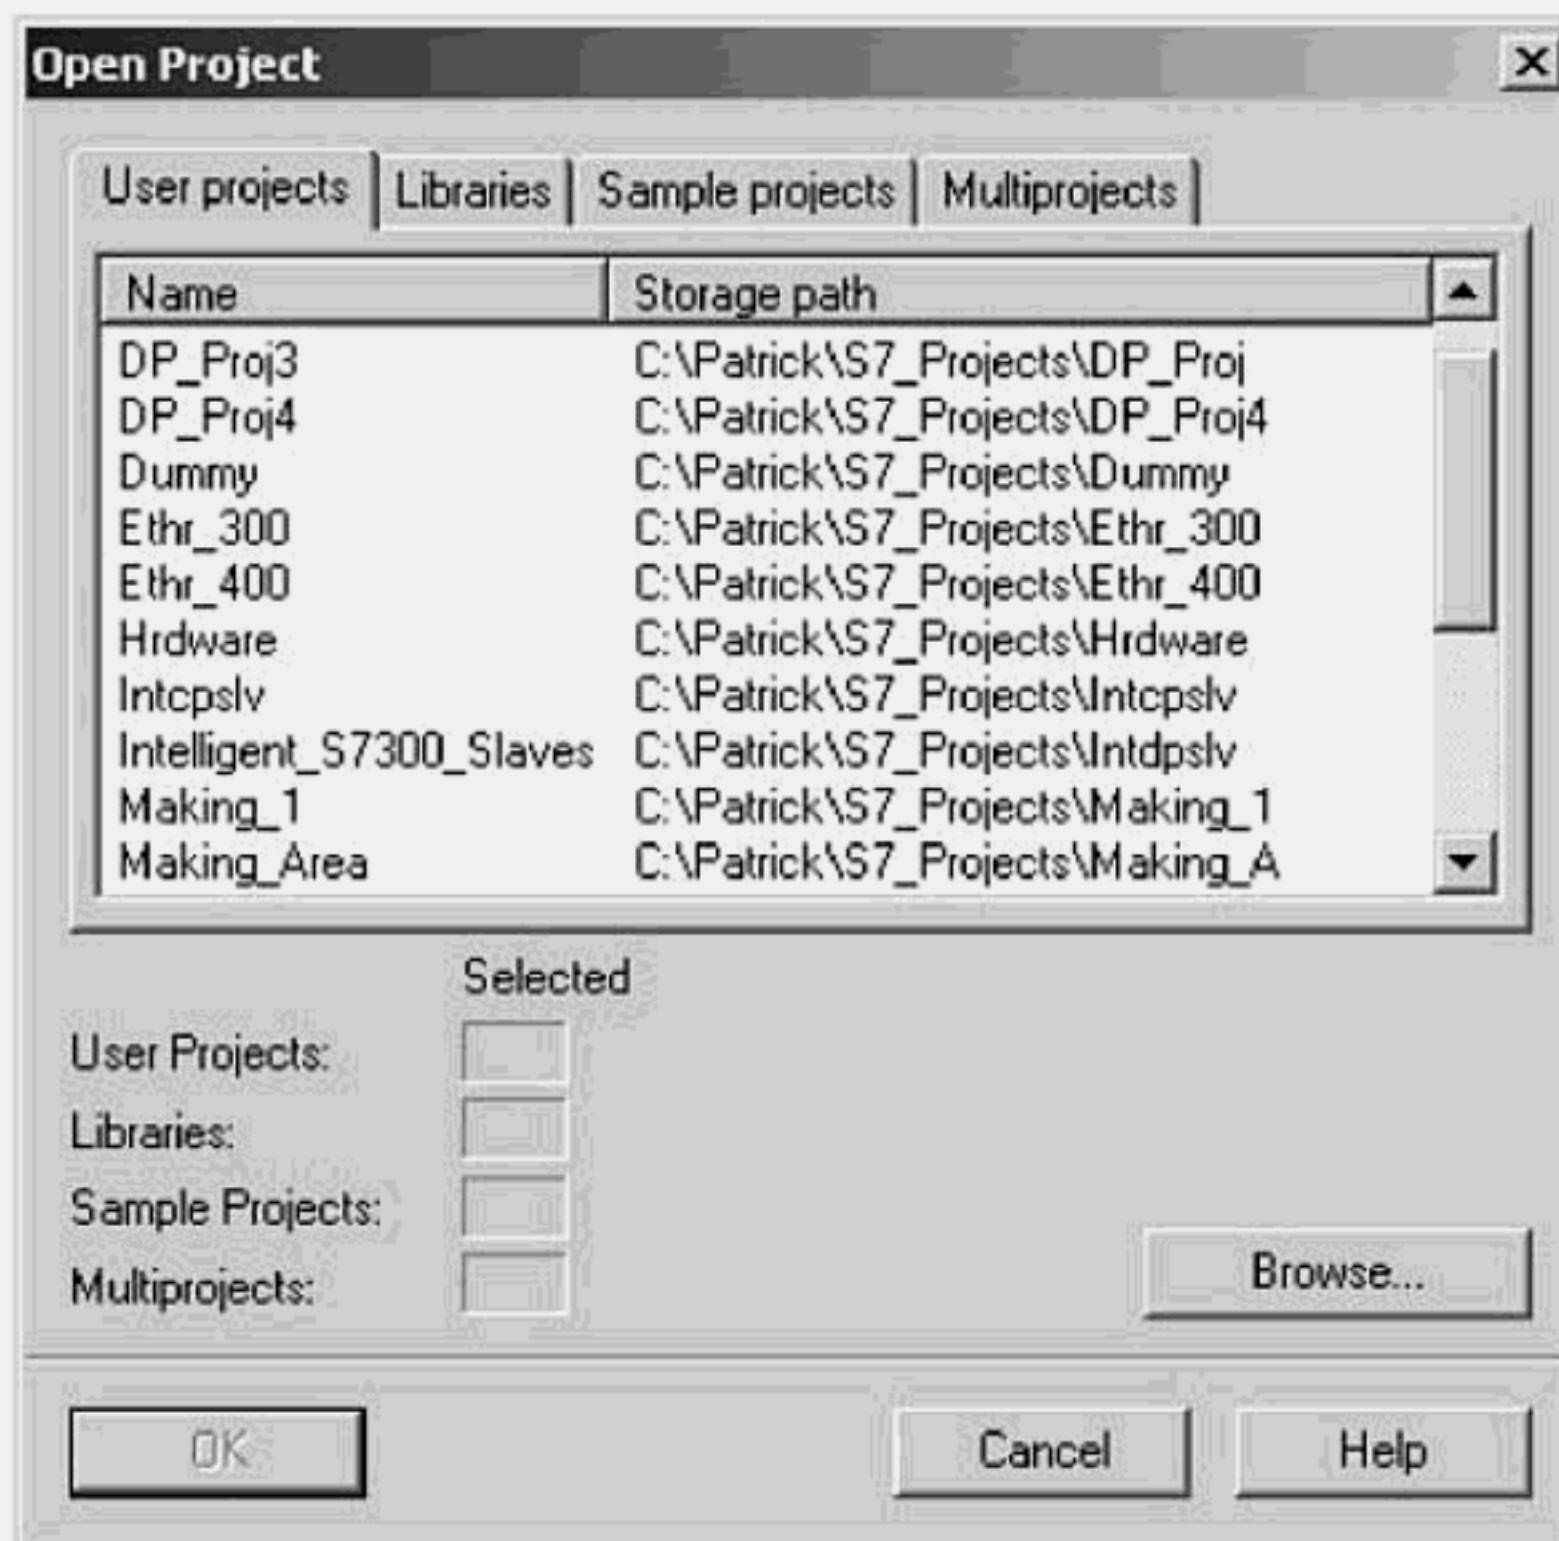 Open Project
User projects Libraries Sample projects Multiprojects
Name Storage path
DP_Proj3 C:\Patrick\S7_Projects\DP_Proj
DP_Proj4 C:\Patrick\S7_Projects\DP_Proj4
Dummy C:\Patrick\S7_Projects\Dummy
Ethr_300 C:\Patrick\S7_Projects\Ethr_300
Ethr_400 C:\Patrick\S7_Projects\Ethr_400
Hrdware C:\Patrick\S7_Projects\Hrdware
Intcpslv C:\Patrick\S7_Projects\Intcpslv
Intelligent_S7300_Slaves C:\Patrick\S7_Projects\Intdpslv
Making_1 C:\Patrick\S7_Projects\Making_1
Making_Area C:\Patrick\S7_Projects\Making_A
Selected
User Projects:
Libraries:
Sample Projects:
Multiprojects:
Browse...
OK Cancel Help